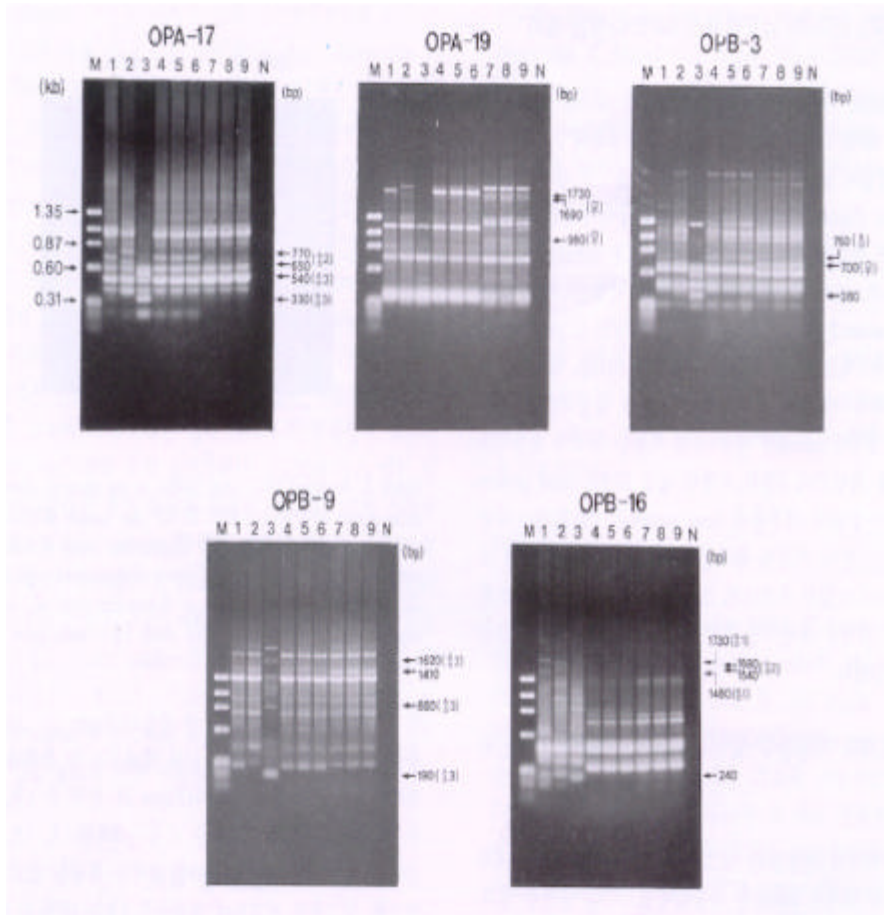 OPA-17
M 1 2 3 4 5 6 7 8 9 N
(kb)
(bp)
1.35→
0.87→
0.60→
0.31→
←770
←650
←540
←330
OPA-19
M 1 2 3 4 5 6 7 8 9 N
(bp)
1730
1690 (♀)
←980(♀)
OPB-3
M 1 2 3 4 5 6 7 8 9 N
(bp)
760
700(♀)
←380
OPB-9
M 1 2 3 4 5 6 7 8 9 N
(bp)
←1620
←1410
190
OPB-16
M 1 2 3 4 5 6 7 8 9 N
(bp)
1730
1640
1480
←240